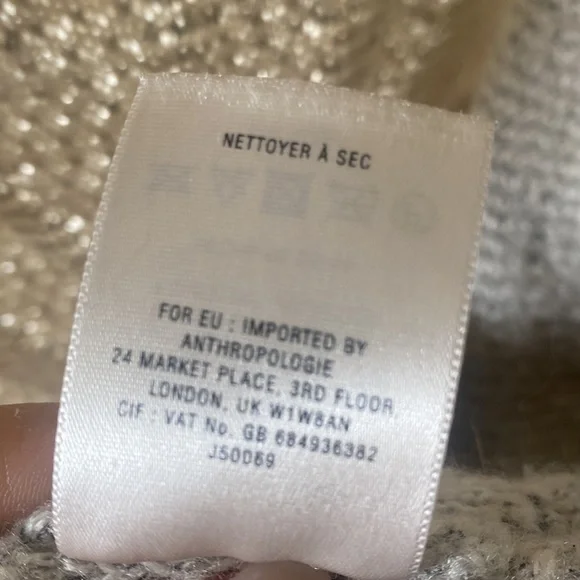 NETTOYER À SEC
FOR EU : IMPORTED BY
ANTHROPOLOGIE
24 MARKET PLACE, 3RD FLOOR
LONDON, UK W1W8AN
CIF : VAT No. GB 684936382
J50069